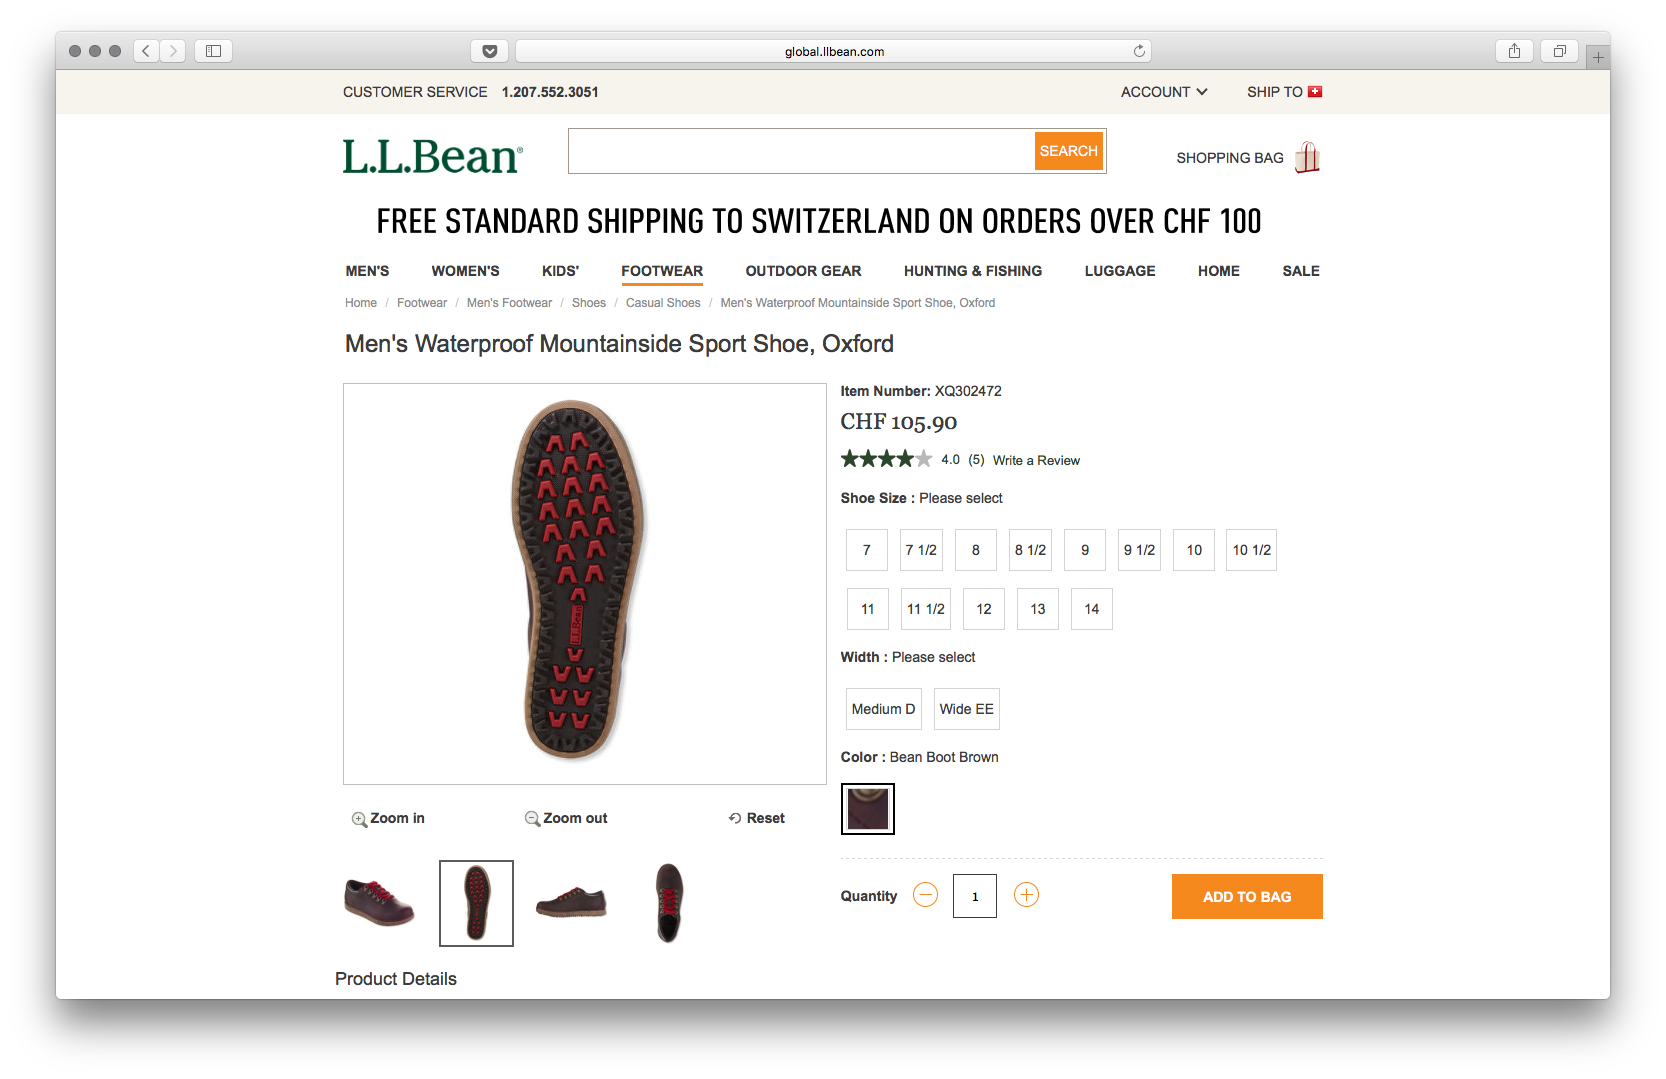 global.llbean.com
CUSTOMER SERVICE 1.207.552.3051
ACCOUNT
SHIP TO
L.L.Bean®
SEARCH
SHOPPING BAG
FREE STANDARD SHIPPING TO SWITZERLAND ON ORDERS OVER CHF 100
MEN'S WOMEN'S KIDS' FOOTWEAR OUTDOOR GEAR HUNTING & FISHING LUGGAGE HOME SALE
Home / Footwear / Men's Footwear / Shoes / Casual Shoes / Men's Waterproof Mountainside Sport Shoe, Oxford
Men's Waterproof Mountainside Sport Shoe, Oxford
L.L.Bean
Zoom in Zoom out Reset
Item Number: XQ302472
CHF 105.90
4.0 (5) Write a Review
Shoe Size : Please select
7 7 1/2 8 8 1/2 9 9 1/2 10 10 1/2
11 11 1/2 12 13 14
Width : Please select
Medium D Wide EE
Color : Bean Boot Brown
Quantity 1 ADD TO BAG
Product Details